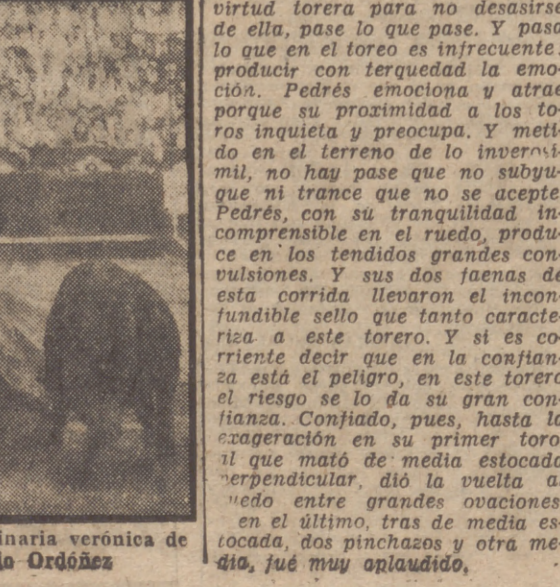 virtud torera para no desasirse
de ella, pase lo que pase. Y pasa
lo que en el toreo es infrecuente:
producir con terquedad la emo-
ción. Pedrés emociona y atrae
porque su proximidad a los to-
ros inquieta y preocupa. Y meti-
do en el terreno de lo inverosí-
mil, no hay pase que no subyu-
gue ni trance que no se acepte
Pedrés, con su tranquilidad in-
comprensible en el ruedo, produ-
ce en los tendidos grandes con-
vulsiones. Y sus dos faenas de
esta corrida llevaron el incon-
fundible sello que tanto caracte-
riza a este torero. Y si es co-
rriente decir que en la confian-
za está el peligro, en este torero
el riesgo se lo da su gran con-
fianza. Confiado, pues, hasta la
exageración en su primer toro
al que mató de media estocada
perpendicular, dió la vuelta a
uedo entre grandes ovaciones
en el último, tras de media es-
tocada, dos pinchazos y otra me-
dia, fué muy aplaudido.
inaria verónica de
Ordóñez